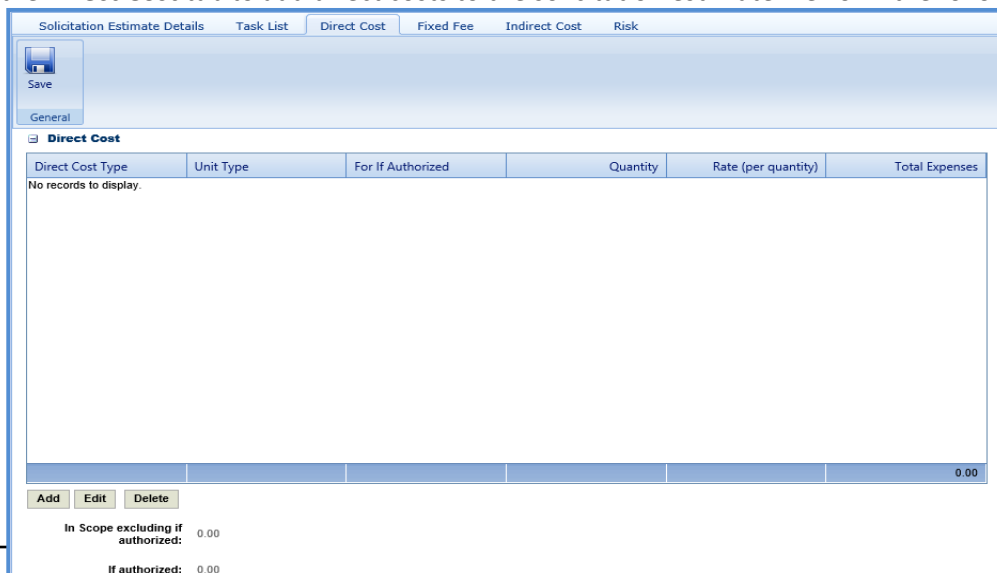 Solicitation Estimate Details Task List Direct Cost Fixed Fee Indirect Cost Risk
Save
General
Direct Cost
Direct Cost Type Unit Type For If Authorized Quantity Rate (per quantity) Total Expenses
No records to display.
0.00
Add Edit Delete
In Scope excluding if authorized: 0.00
If authorized: 0.00